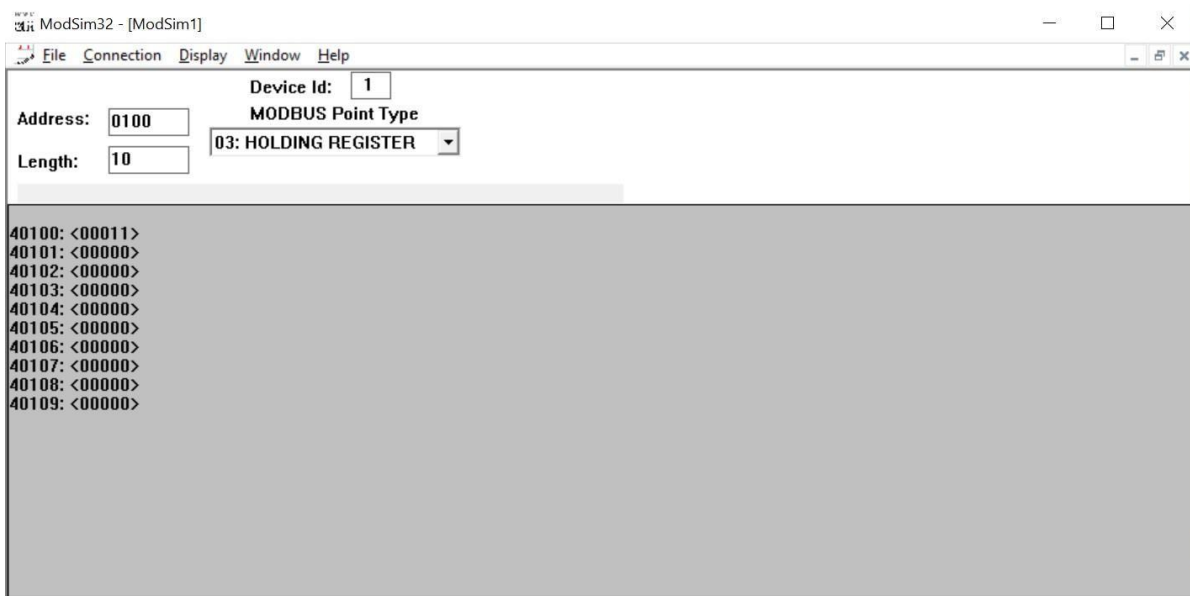 ModSim32 - [ModSim1]
File Connection Display Window Help
Device Id: 1
Address: 0100
MODBUS Point Type
03: HOLDING REGISTER
Length: 10
40100: <00011>
40101: <00000>
40102: <00000>
40103: <00000>
40104: <00000>
40105: <00000>
40106: <00000>
40107: <00000>
40108: <00000>
40109: <00000>